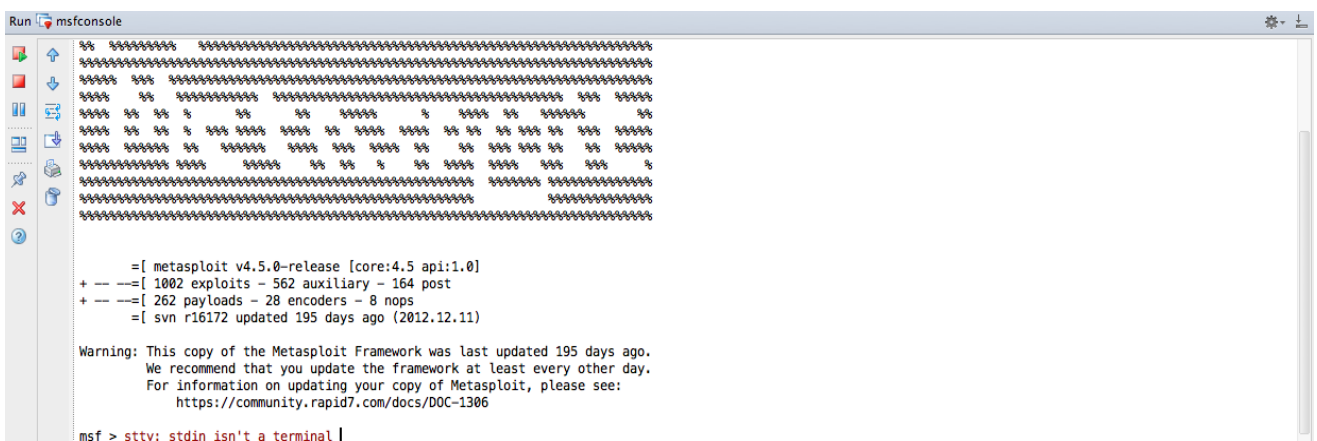 Run msfconsole
=[ metasploit v4.5.0-release [core:4.5 api:1.0]
+ -- --=[ 1002 exploits - 562 auxiliary - 164 post
+ -- --=[ 262 payloads - 28 encoders - 8 nops
=[ svn r16172 updated 195 days ago (2012.12.11)
Warning: This copy of the Metasploit Framework was last updated 195 days ago.
We recommend that you update the framework at least every other day.
For information on updating your copy of Metasploit, please see:
https://community.rapid7.com/docs/DOC-1306
msf > stty: stdin isn't a terminal